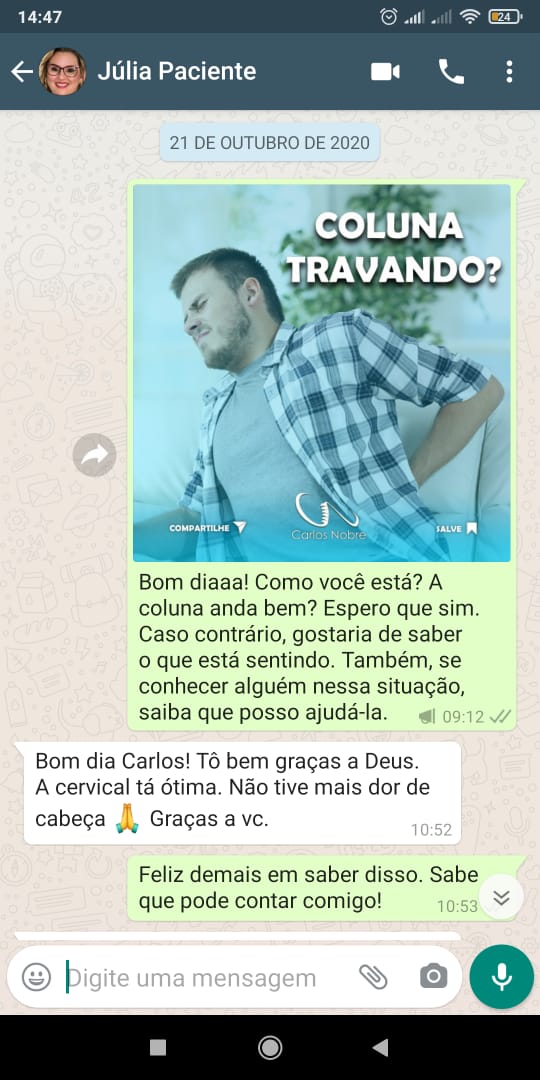 14:47
24
Júlia Paciente
21 DE OUTUBRO DE 2020
COLUNA
TRAVANDO?
COMPARTILHE
Carlos Nobre
SALVE
Bom diaaa! Como você está? A
coluna anda bem? Espero que sim.
Caso contrário, gostaria de saber
o que está sentindo. Também, se
conhecer alguém nessa situação,
saiba que posso ajudá-la.
09:12
Bom dia Carlos! Tô bem graças a Deus.
A cervical tá ótima. Não tive mais dor de
cabeça 🙏 Graças a vc.
10:52
Feliz demais em saber disso. Sabe
que pode contar comigo!
10:53
Digite uma mensagem